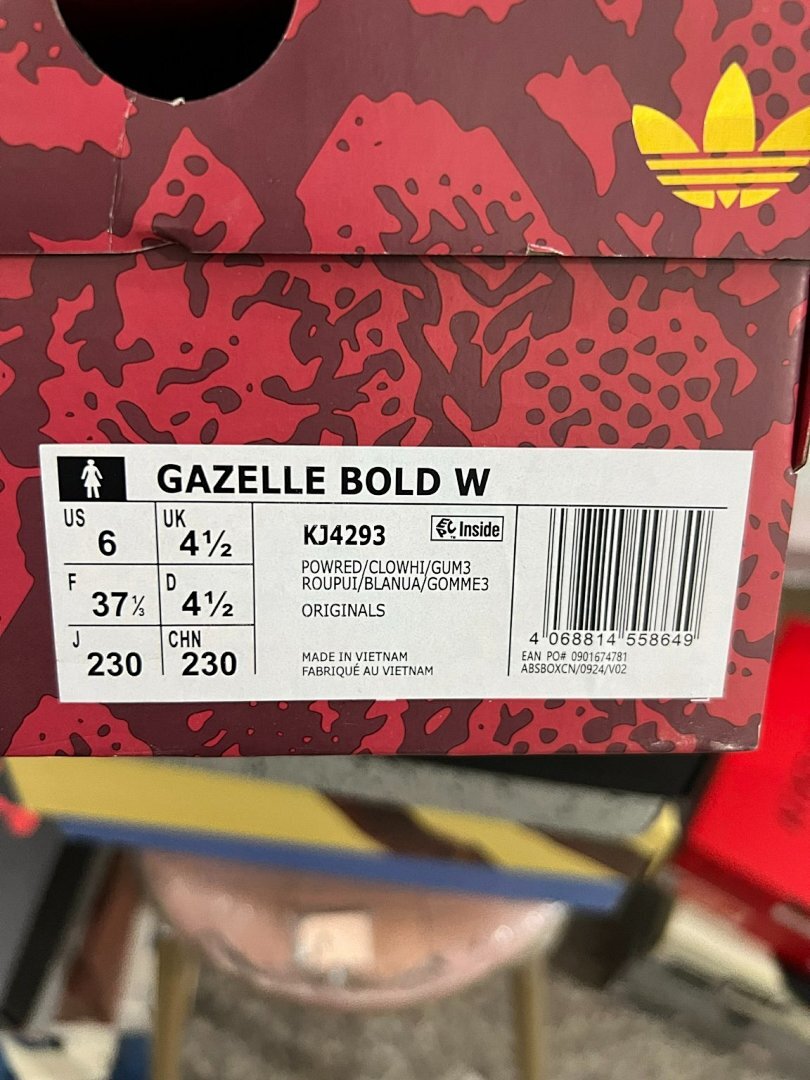 GAZELLE BOLD W
US 6 UK 4½
F 37⅓ D 4½
J 230 CHN 230
KJ4293
Inside
POWRED/CLOWHI/GUM3
ROUPUI/BLANUA/GOMME3
ORIGINALS
MADE IN VIETNAM
FABRIQUÉ AU VIETNAM
4 068814 558649
EAN PO# 0901674781
ABSBOXCN/0924/V02